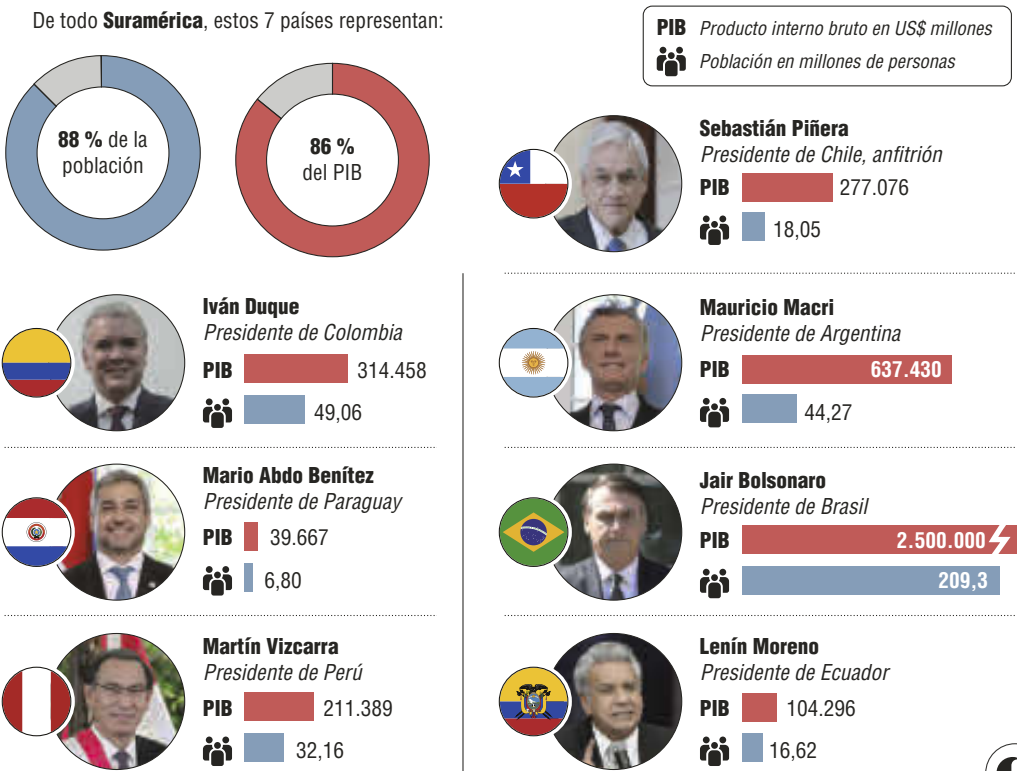 De todo Suramérica, estos 7 países representan:
88 % de la
población
86 %
del PIB
PIB Producto interno bruto en US$ millones
Población en millones de personas
Sebastián Piñera
Presidente de Chile, anfitrión
PIB 277.076
18,05
Iván Duque
Presidente de Colombia
PIB 314.458
49,06
Mauricio Macri
Presidente de Argentina
PIB 637.430
44,27
Mario Abdo Benítez
Presidente de Paraguay
PIB 39.667
6,80
Jair Bolsonaro
Presidente de Brasil
PIB 2.500.000
209,3
Martín Vizcarra
Presidente de Perú
PIB 211.389
32,16
Lenín Moreno
Presidente de Ecuador
PIB 104.296
16,62